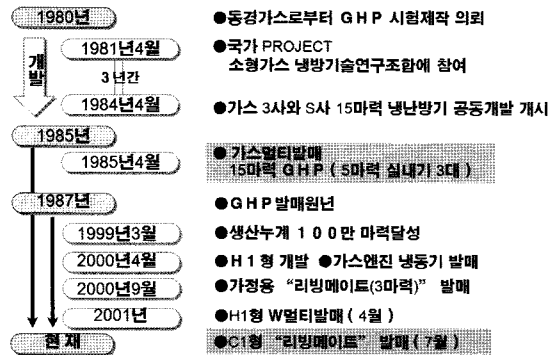 1980년 ●동경가스로부터 GHP 시험제작 의뢰
개발
1981년4월 ●국가 PROJECT
소형가스 냉방기술연구조합에 참여
3년간
1984년4월 ●가스 3사와 S사 15마력 냉난방기 공동개발 개시
1985년
1985년4월 ●가스멀티발매
15마력 GHP ( 5마력 실내기 3대 )
1987년 ●GHP발매원년
1999년3월 ●생산누계 100만 마력달성
2000년4월 ●H1형 개발 ●가스엔진 냉동기 발매
2000년9월 ●가정용 “리빙메이트(3마력)” 발매
2001년 ●H1형 W멀티발매 ( 4월 )
현 재 ●C1형 “리빙메이트” 발매 ( 7월 )